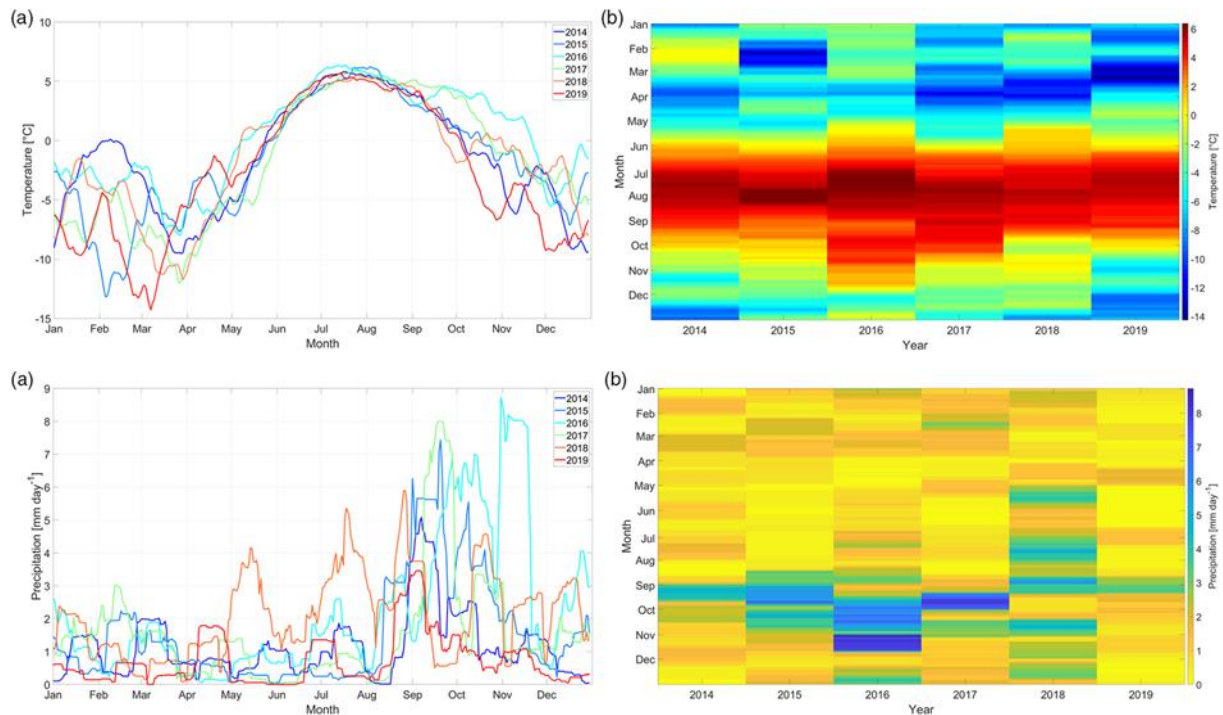 (a)
10
5
0
-5
-10
-15
Temperature [°C]
Jan Feb Mar Apr May Jun Jul Aug Sep Oct Nov Dec
Month
2014
2015
2016
2017
2018
2019
(b)
Jan
Feb
Mar
Apr
May
Jun
Jul
Aug
Sep
Oct
Nov
Dec
Month
2014 2015 2016 2017 2018 2019
Year
6
4
2
0
-2
-4
-6
-8
-10
-12
-14
Temperature [°C]
(a)
9
8
7
6
5
4
3
2
1
0
Precipitation [mm day⁻¹]
Jan Feb Mar Apr May Jun Jul Aug Sep Oct Nov Dec
Month
2014
2015
2016
2017
2018
2019
(b)
Jan
Feb
Mar
Apr
May
Jun
Jul
Aug
Sep
Oct
Nov
Dec
Month
2014 2015 2016 2017 2018 2019
Year
8
7
6
5
4
3
2
1
0
Precipitation [mm day⁻¹]